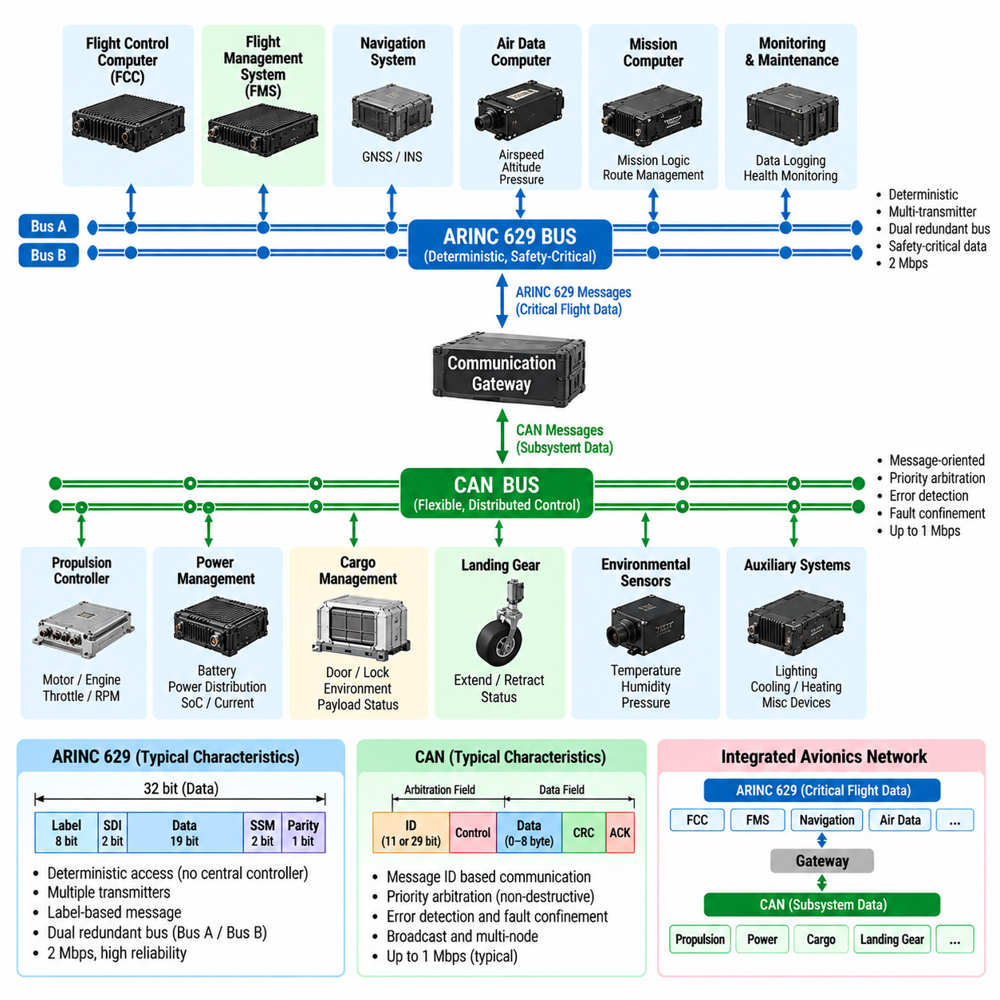 Flight Control
Computer
(FCC)
Flight
Management
System
(FMS)
Navigation
System
GNSS / INS
Air Data
Computer
Airspeed
Altitude
Pressure
Mission
Computer
Mission Logic
Route Management
Monitoring
& Maintenance
Data Logging
Health Monitoring
Bus A
Bus B
ARINC 629 BUS
(Deterministic, Safety-Critical)
• Deterministic
• Multi-transmitter
• Dual redundant bus
• Safety-critical data
• 2 Mbps
ARINC 629 Messages
(Critical Flight Data)
Communication
Gateway
CAN Messages
(Subsystem Data)
CAN BUS
(Flexible, Distributed Control)
• Message-oriented
• Priority arbitration
• Error detection
• Fault confinement
• Up to 1 Mbps
Propulsion
Controller
Motor / Engine
Throttle / RPM
Power
Management
Battery
Power Distribution
SoC / Current
Cargo
Management
Door / Lock
Environment
Payload Status
Landing Gear
Extend / Retract
Status
Environmental
Sensors
Temperature
Humidity
Pressure
Auxiliary Systems
Lighting
Cooling / Heating
Misc Devices
ARINC 629 (Typical Characteristics)
32 bit (Data)
Label
8 bit
SDI
2 bit
Data
19 bit
SSM
2 bit
Parity
1 bit
• Deterministic access (no central controller)
• Multiple transmitters
• Label-based message
• Dual redundant bus (Bus A / Bus B)
• 2 Mbps, high reliability
CAN (Typical Characteristics)
Arbitration Field
Data Field
ID
(11 or 29 bit)
Control
Data
(0–8 byte)
CRC
ACK
• Message ID based communication
• Priority arbitration (non-destructive)
• Error detection and fault confinement
• Broadcast and multi-node
• Up to 1 Mbps (typical)
Integrated Avionics Network
ARINC 629 (Critical Flight Data)
FCC
FMS
Navigation
Air Data
...
Gateway
CAN (Subsystem Data)
Propulsion
Power
Cargo
Landing Gear
...